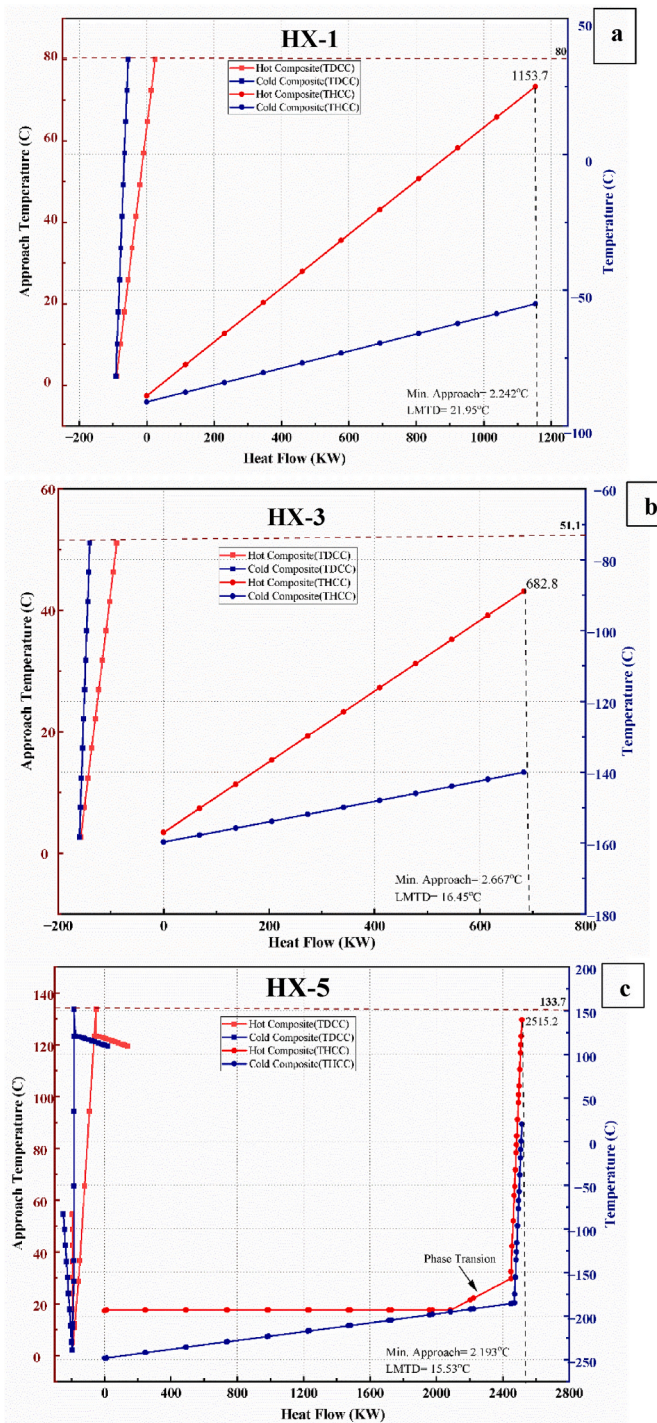 HX-1
a
50
80
80
Hot Composite(TDCC)
Cold Composite(TDCC)
Hot Composite(THCC)
Cold Composite(THCC)
1153.7
60
0
40
20
−50
0
Approach Temperature (C)
Temperature (C)
Min. Approach= 2.242°C
LMTD= 21.95°C
−100
−200 0 200 400 600 800 1000 1200
Heat Flow (KW)
HX-3
b
60
−60
51.1
Hot Composite(TDCC)
Cold Composite(TDCC)
Hot Composite(THCC)
Cold Composite(THCC)
682.8
−80
40
−100
20
−120
−140
0
−160
Approach Temperature (C)
Temperature (C)
Min. Approach= 2.667°C
LMTD= 16.45°C
−180
−200 0 200 400 600 800
Heat Flow (KW)
HX-5
c
200
140
133.7
150
Hot Composite(TDCC)
Cold Composite(TDCC)
Hot Composite(THCC)
Cold Composite(THCC)
2515.2
120
100
100
50
80
0
60
−50
40
−100
20
−150
0
−200
−250
Approach Temperature (C)
Temperature (C)
Phase Transion
Min. Approach= 2.193°C
LMTD= 15.53°C
0 400 800 1200 1600 2000 2400 2800
Heat Flow (KW)